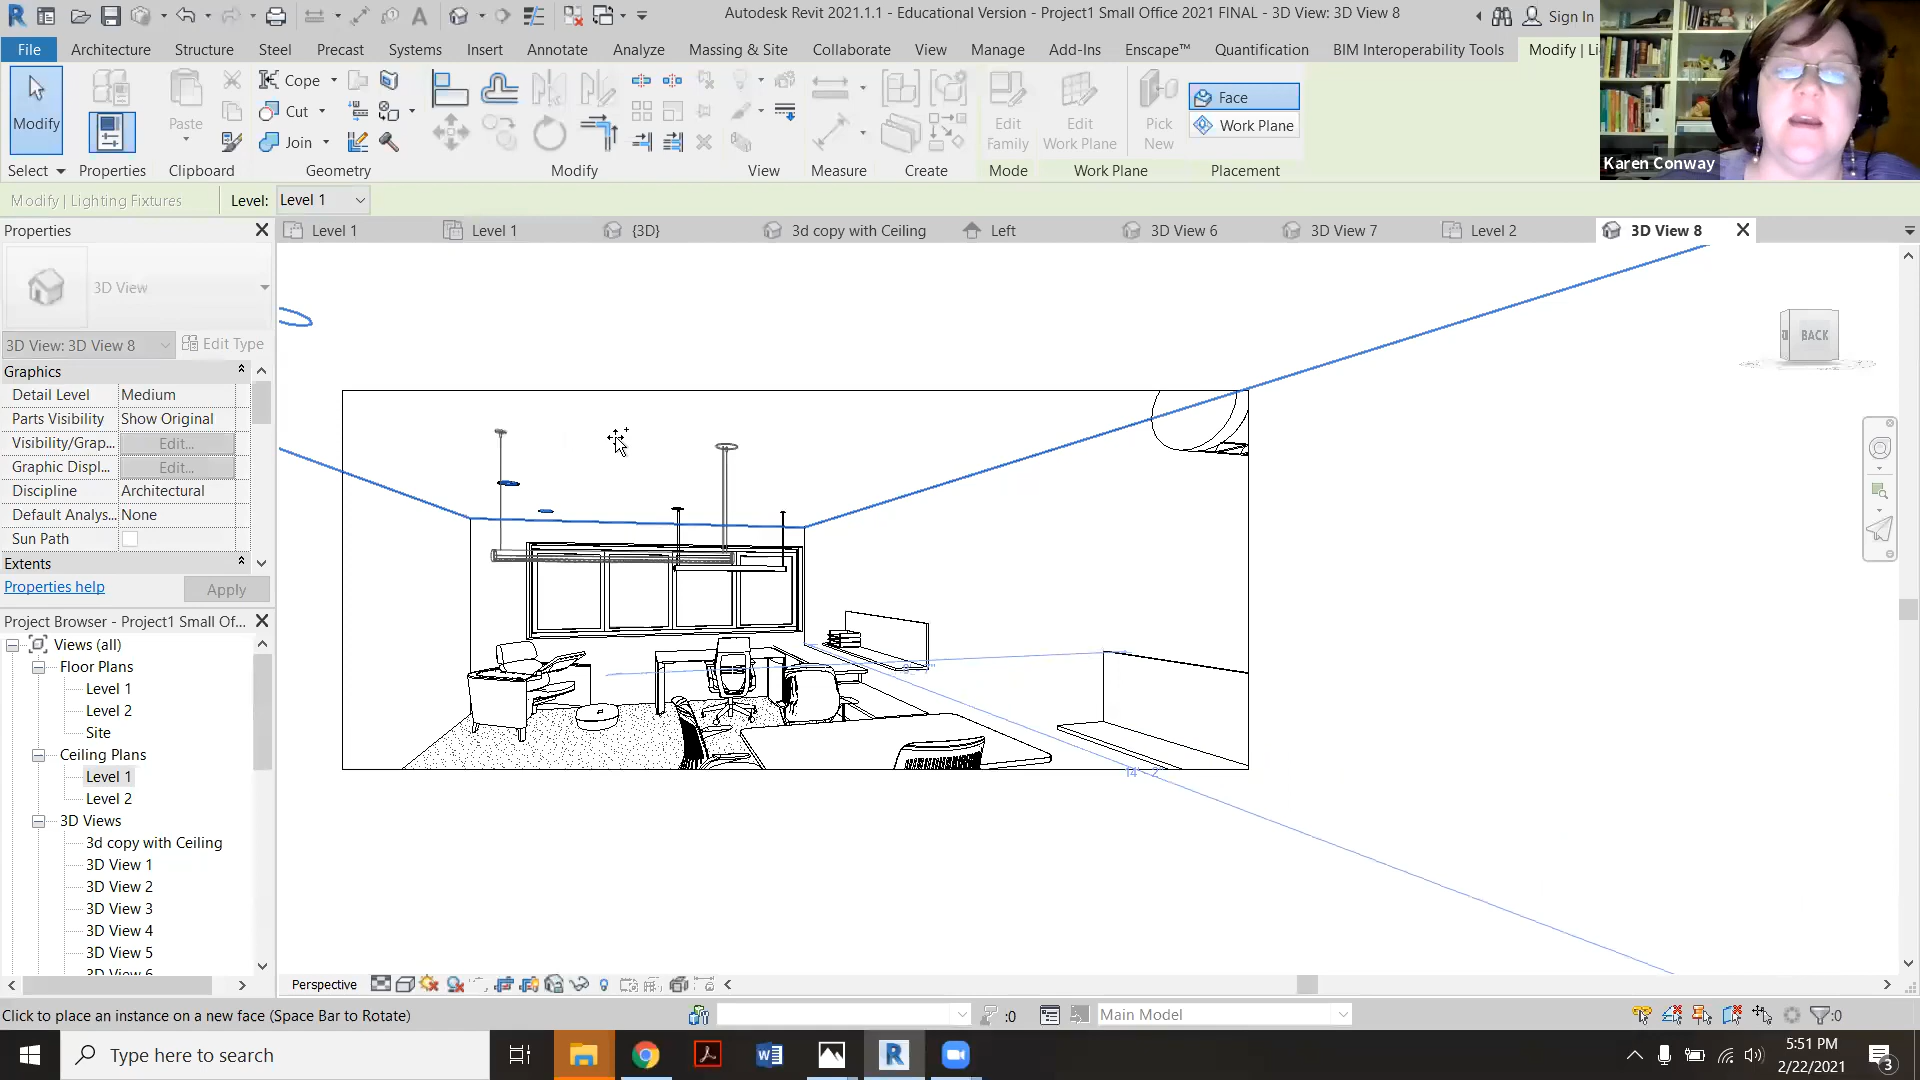 Autodesk Revit 2021.1.1 - Educational Version - Project1 Small Office 2021 FINAL - 3D View: 3D View 8
Sign In
File Architecture Structure Steel Precast Systems Insert Annotate Analyze Massing & Site Collaborate View Manage Add-Ins Enscape™ Quantification BIM Interoperability Tools Modify | Li
Modify
Paste
Cope
Cut
Join
Edit Family
Edit Work Plane
Pick New
Face
Work Plane
Select Properties Clipboard Geometry Modify View Measure Create Mode Work Plane Placement
Karen Conway
Modify | Lighting Fixtures Level: Level 1
Properties
Level 1 Level 1 {3D} 3d copy with Ceiling Left 3D View 6 3D View 7 Level 2 3D View 8
3D View
3D View: 3D View 8 Edit Type
Graphics
Detail Level Medium
Parts Visibility Show Original
Visibility/Grap... Edit...
Graphic Displ... Edit...
Discipline Architectural
Default Analys... None
Sun Path
Extents
Properties help Apply
BACK
14' - 2"
Project Browser - Project1 Small Of...
Views (all)
Floor Plans
Level 1
Level 2
Site
Ceiling Plans
Level 1
Level 2
3D Views
3d copy with Ceiling
3D View 1
3D View 2
3D View 3
3D View 4
3D View 5
3D View 6
Perspective
Click to place an instance on a new face (Space Bar to Rotate) :0 Main Model :0
Type here to search
5:51 PM
2/22/2021
3